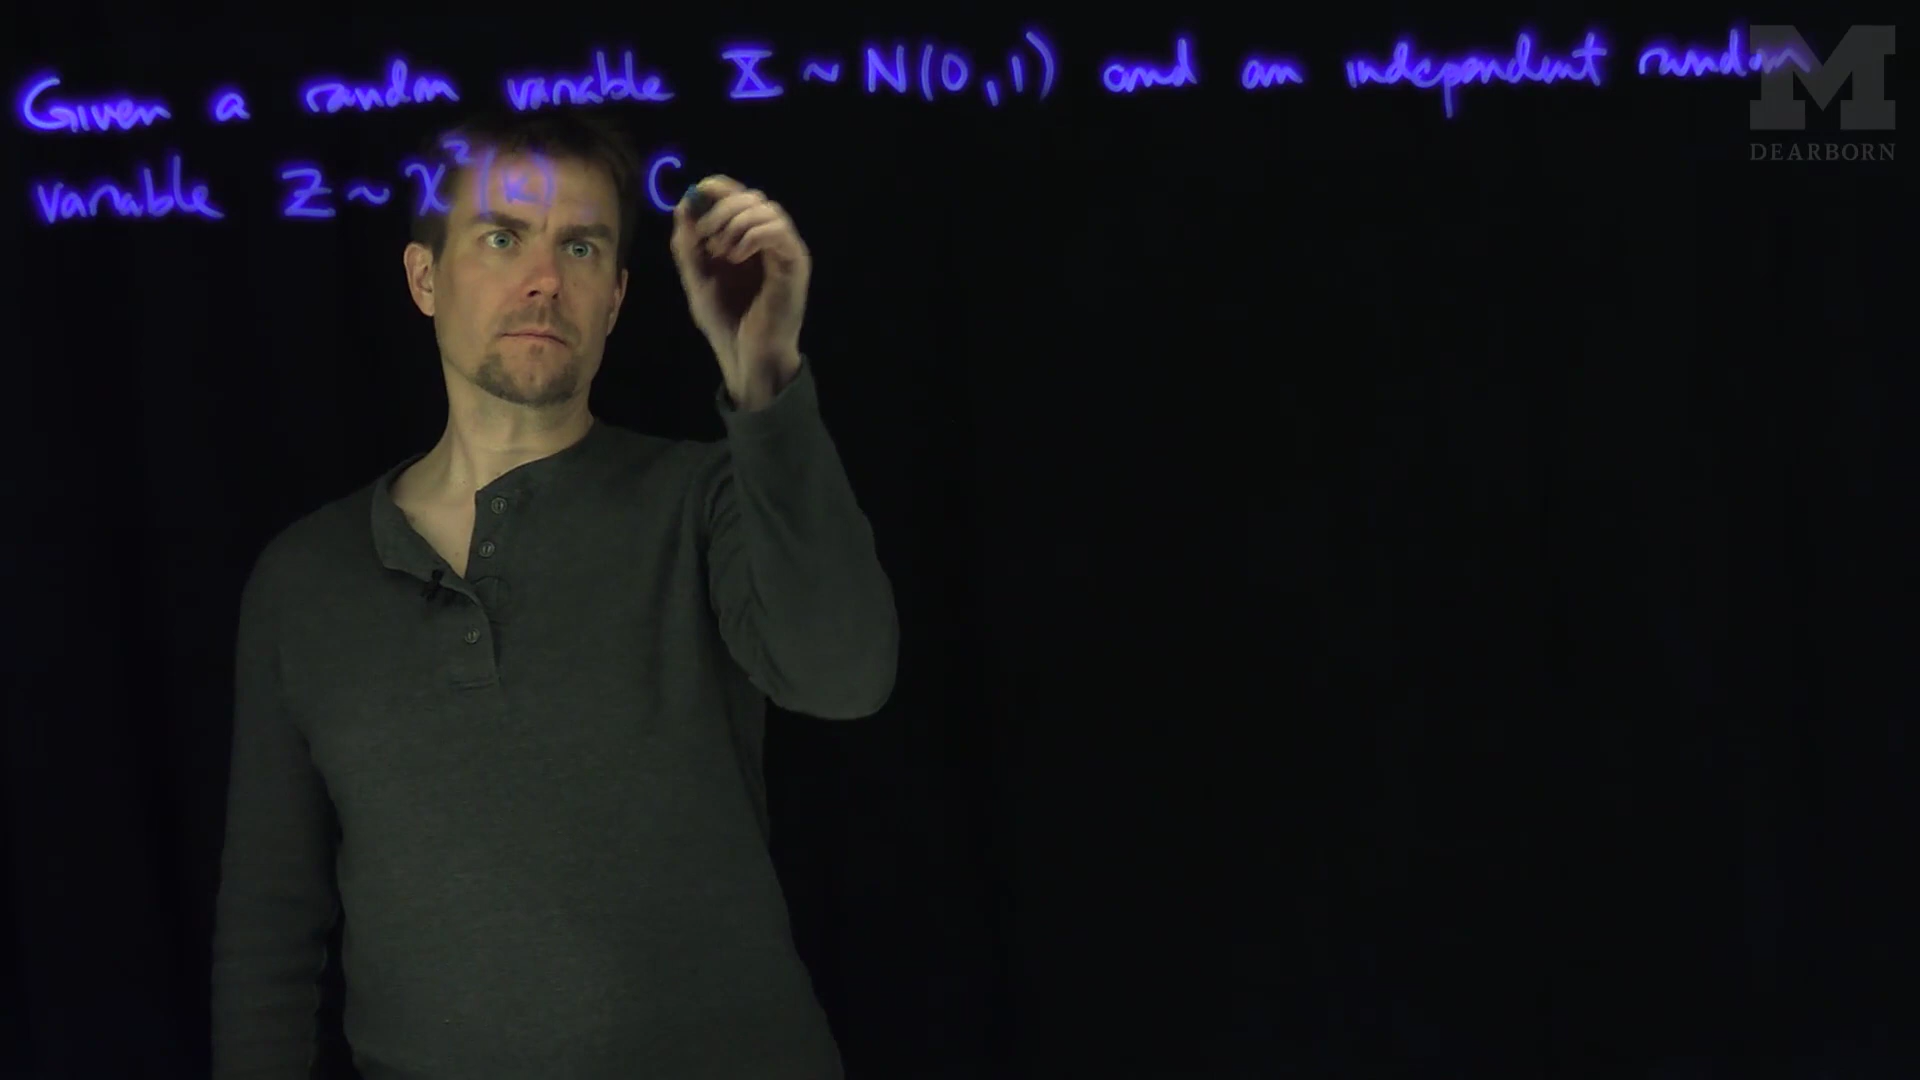 Given a random variable X ~ N(0,1) and an independent random
variable Z ~ χ²(k). C
M
DEARBORN